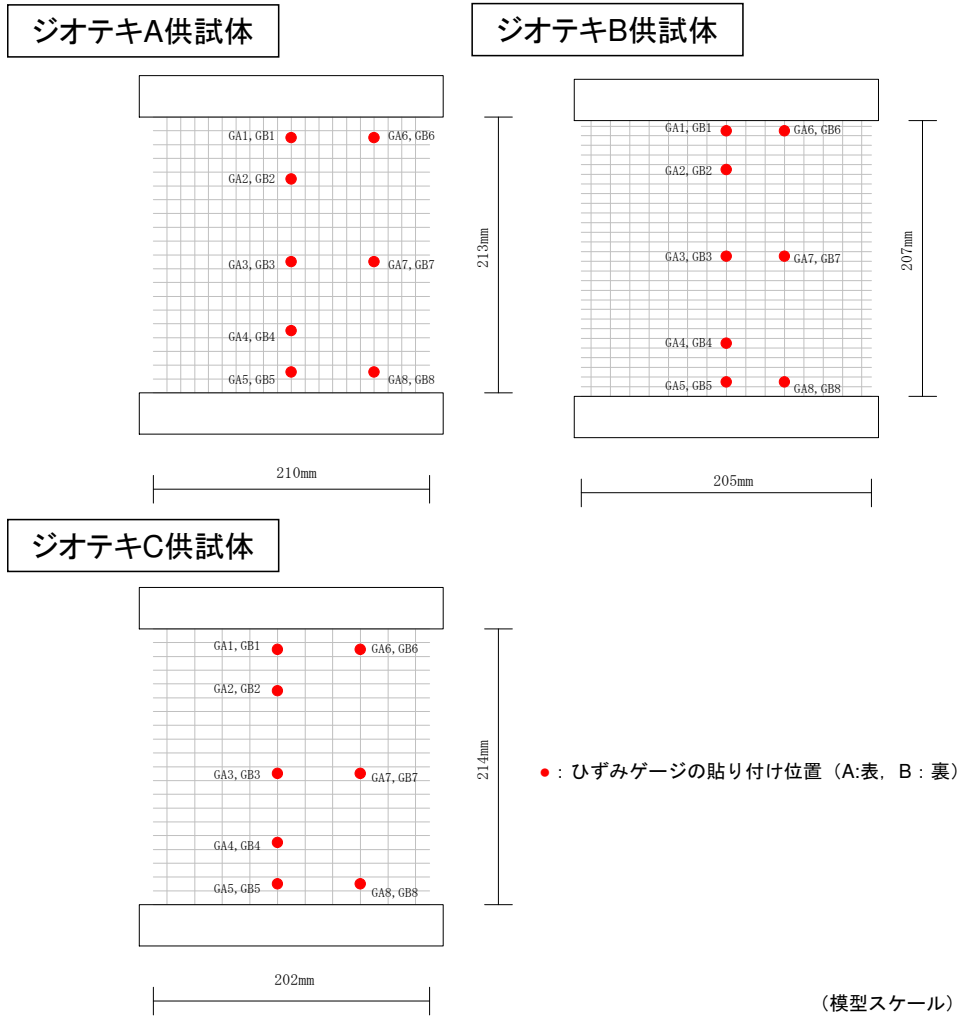 ジオテキA供試体
GA1,GB1
GA6,GB6
GA2,GB2
GA3,GB3
GA7,GB7
GA4,GB4
GA5,GB5
GA8,GB8
213mm
210mm
ジオテキB供試体
GA1,GB1
GA6,GB6
GA2,GB2
GA3,GB3
GA7,GB7
GA4,GB4
GA5,GB5
GA8,GB8
207mm
205mm
ジオテキC供試体
GA1,GB1
GA6,GB6
GA2,GB2
GA3,GB3
GA7,GB7
GA4,GB4
GA5,GB5
GA8,GB8
214mm
202mm
●：ひずみゲージの貼り付け位置（A:表，B：裏）
（模型スケール）